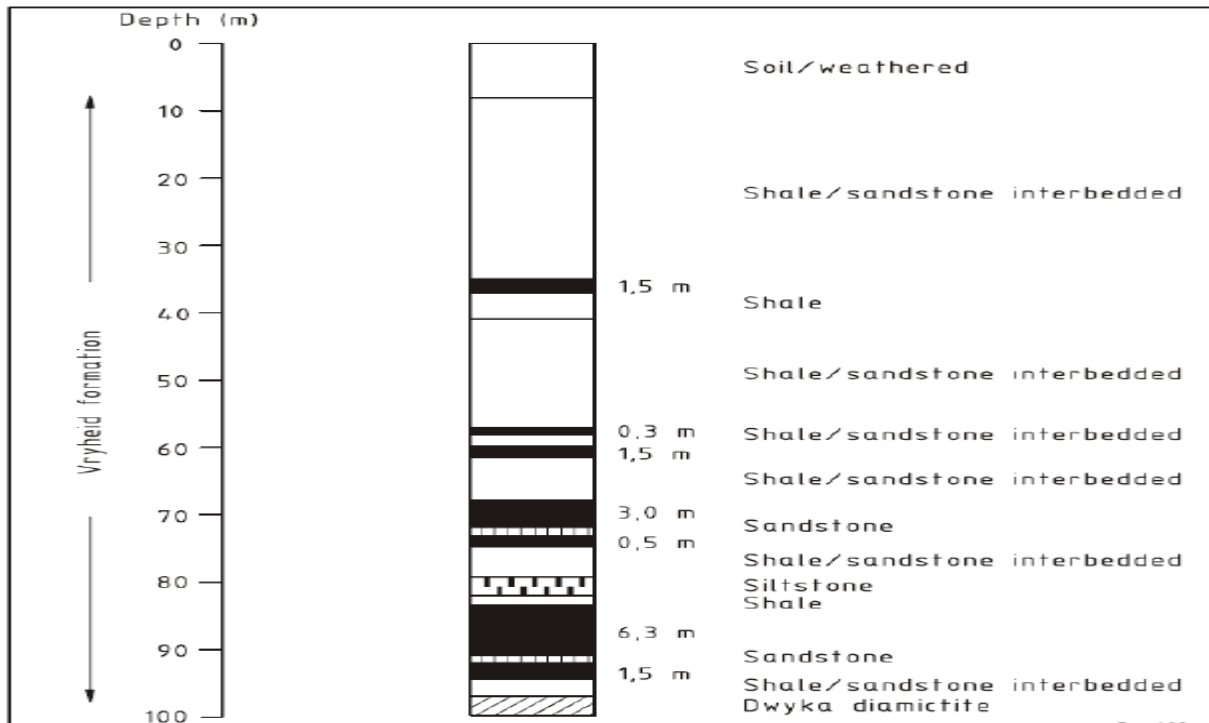 Depth (m)
0
Soil/weathered
10
20
Shale/sandstone interbedded
30
1,5 m
Shale
40
Shale/sandstone interbedded
50
0,3 m
Shale/sandstone interbedded
60
1,5 m
Shale/sandstone interbedded
70
3,0 m
Sandstone
0,5 m
Shale/sandstone interbedded
80
Siltstone
Shale
6,3 m
90
Sandstone
1,5 m
Shale/sandstone interbedded
Dwyka diamictite
100
Vryheid formation